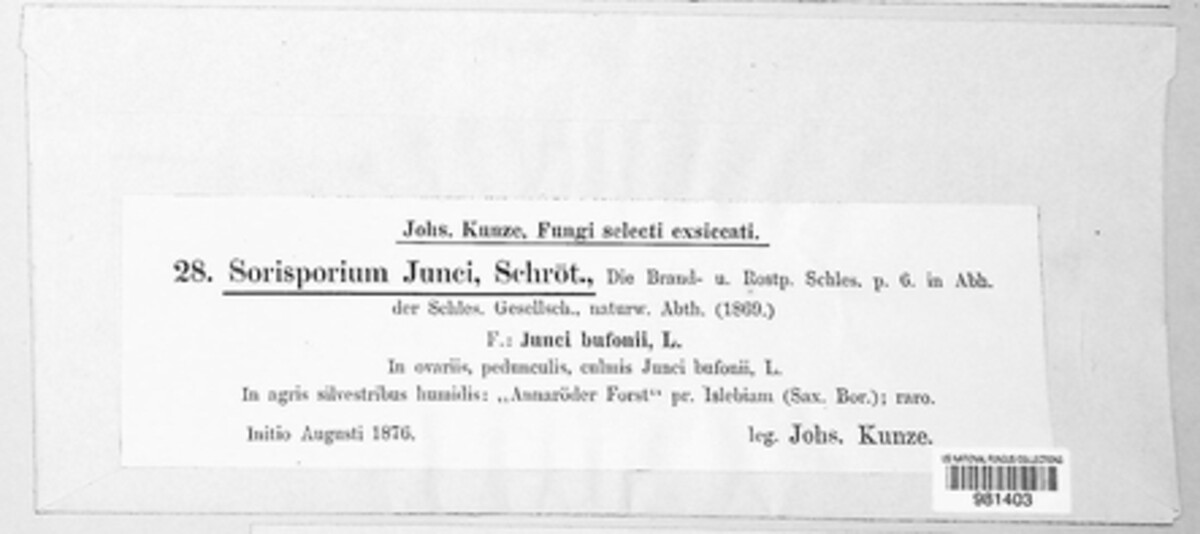 Johs. Kunze, Fungi selecti exsiccati.
28. Sorisporium Junci, Schröt., Die Brand- u. Rostp. Schles. p. 6. in Abh.
der Schles. Gesellsch., naturw. Abth. (1869.)
F.: Junci bufonii, L.
In ovariis, pedunculis, culmis Junci bufonii, L.
In agris silvestribus humidis: „Annaröder Forst“ pr. Islebiam (Sax. Bor.); raro.
Initio Augusti 1876.
leg. Johs. Kunze.
US NATIONAL FUNGUS COLLECTIONS
981403